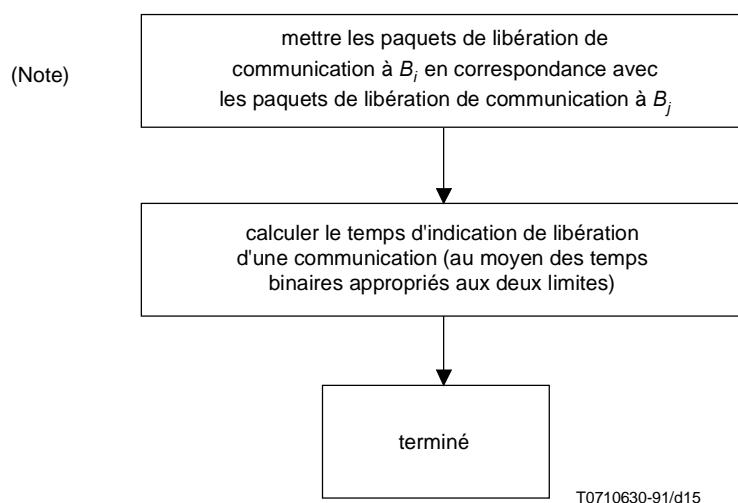 mettre les paquets de libération de
(Note) communication à Bi en correspondance avec
les paquets de libération de communication à Bj
calculer le temps d'indication de libération
d'une communication (au moyen des temps
binaires appropriés aux deux limites)
terminé
T0710630-91/d15